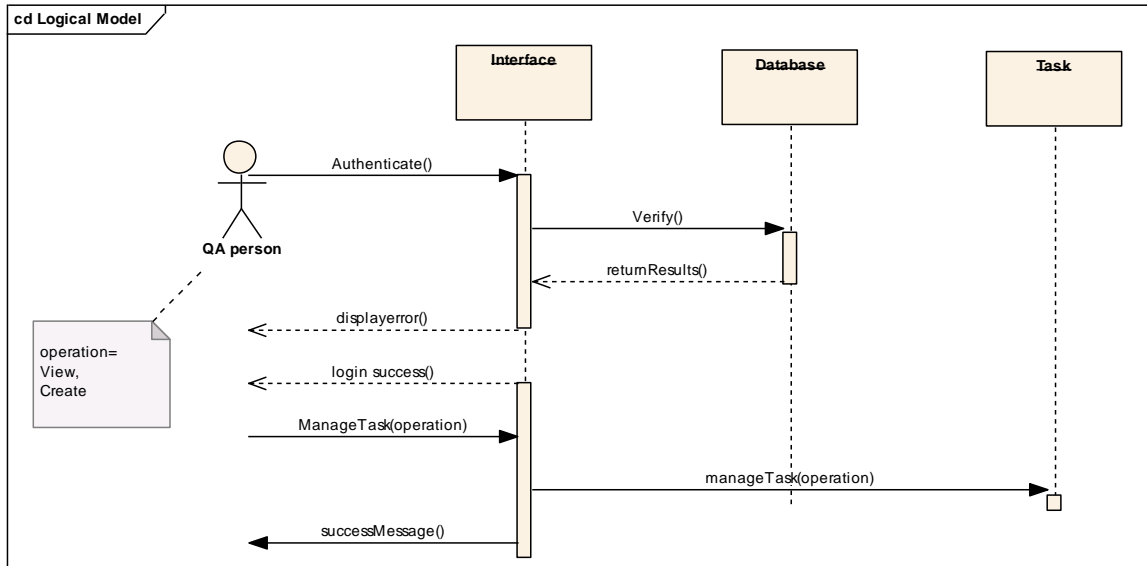 cd Logical Model
Interface
Database
Task
Authenticate()
Verify()
QA person
returnResults()
displayerror()
operation=
View,
Create
login success()
ManageTask(operation)
manageTask(operation)
successMessage()